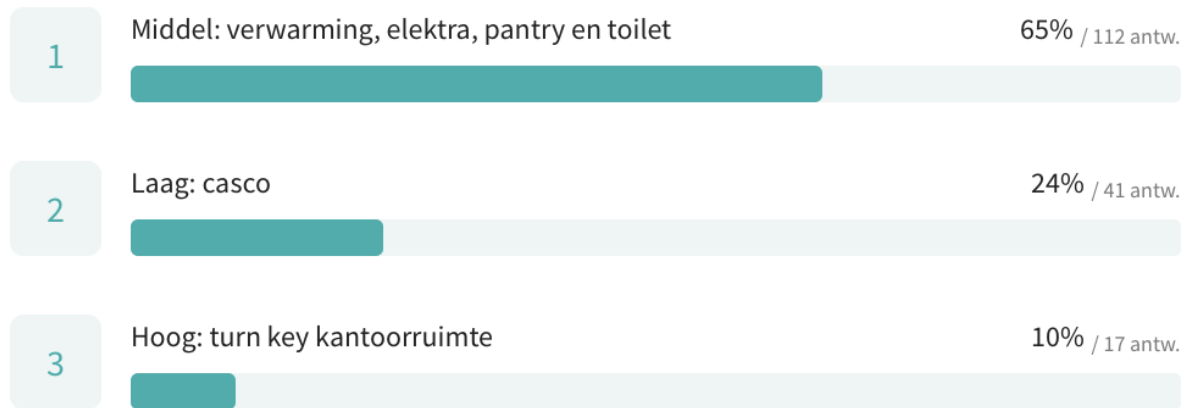 1
Middel: verwarming, elektra, pantry en toilet
65% / 112 antw.
2
Laag: casco
24% / 41 antw.
3
Hoog: turn key kantoorruimte
10% / 17 antw.